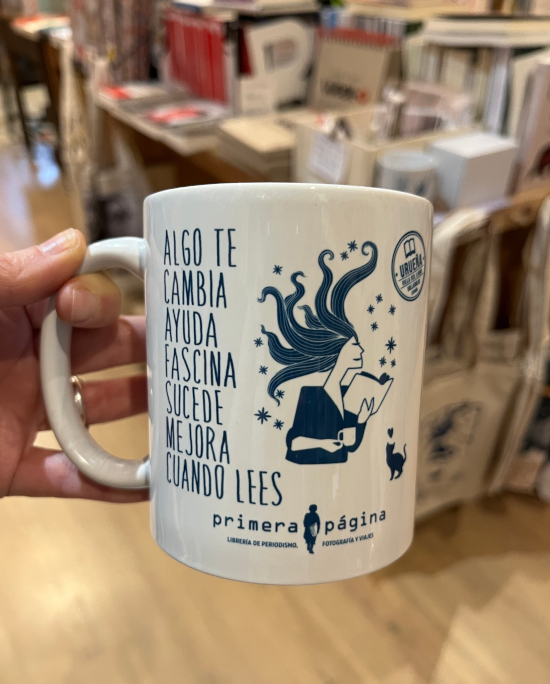 ALGO TE
CAMBIA
AYUDA
FASCINA
SUCEDE
MEJORA
CUANDO LEES
URUEÑA
primera página
LIBRERÍA DE PERIODISMO, FOTOGRAFÍA Y VIAJES